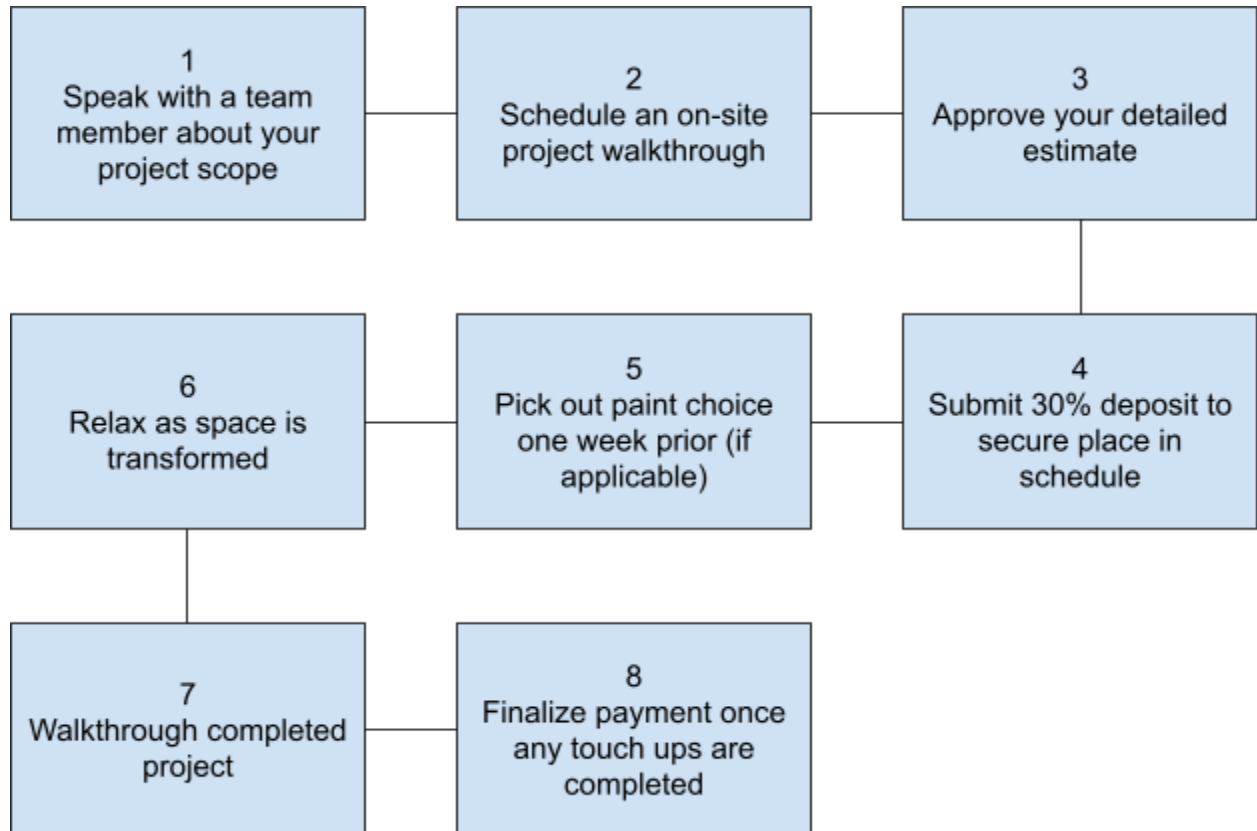 1
Speak with a team
member about your
project scope
2
Schedule an on-site
project walkthrough
3
Approve your detailed
estimate
4
Submit 30% deposit to
secure place in
schedule
5
Pick out paint choice
one week prior (if
applicable)
6
Relax as space is
transformed
7
Walkthrough completed
project
8
Finalize payment once
any touch ups are
completed